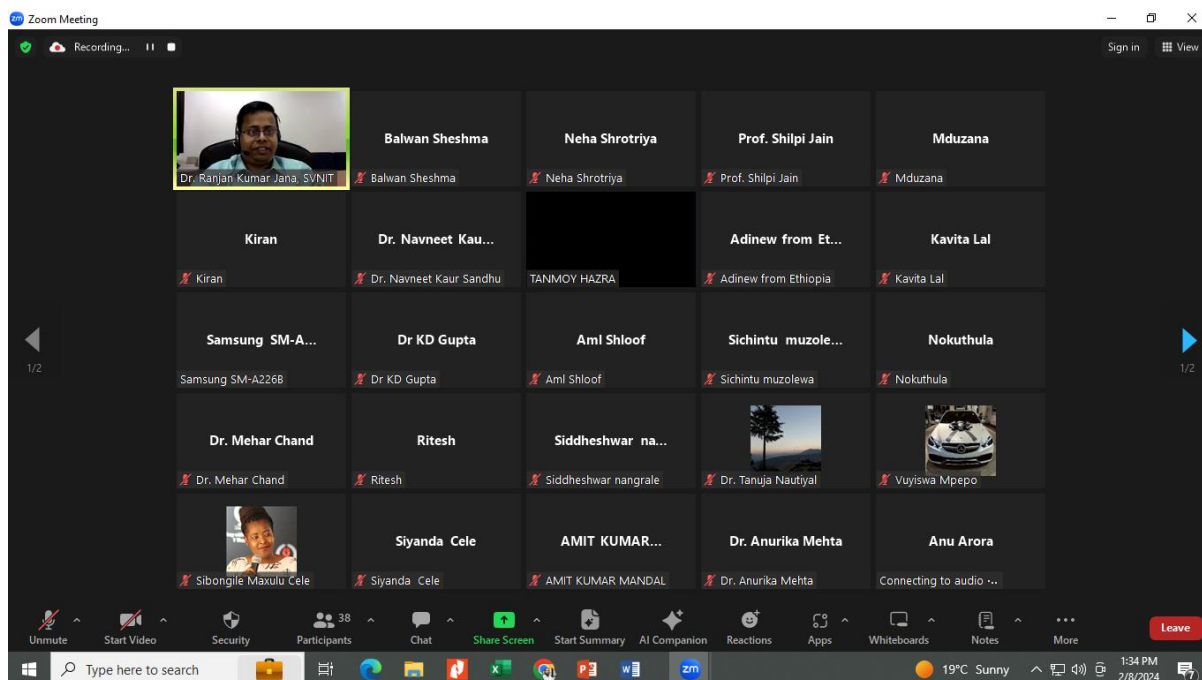 Zoom Meeting
Recording...
Sign in View
Dr. Ranjan Kumar Jana, SVNIT
Balwan Sheshma
Balwan Sheshma
Neha Shrotriya
Neha Shrotriya
Prof. Shilpi Jain
Prof. Shilpi Jain
Mduzana
Mduzana
Kiran
Kiran
Dr. Navneet Kau...
Dr. Navneet Kaur Sandhu
TANMOY HAZRA
Adinew from Et...
Adinew from Ethiopia
Kavita Lal
Kavita Lal
1/2
Samsung SM-A...
Samsung SM-A226B
Dr KD Gupta
Dr KD Gupta
Aml Shloof
Aml Shloof
Sichintu muzole...
Sichintu muzolewa
Nokuthula
Nokuthula
1/2
Dr. Mehar Chand
Dr. Mehar Chand
Ritesh
Ritesh
Siddheshwar na...
Siddheshwar nangrale
Dr. Tanuja Nautiyal
Vuyiswa Mpepo
Sibongile Maxulu Cele
Siyanda Cele
Siyanda Cele
AMIT KUMAR...
AMIT KUMAR MANDAL
Dr. Anurika Mehta
Dr. Anurika Mehta
Anu Arora
Connecting to audio ...
Unmute
Start Video
Security
38
Participants
Chat
Share Screen
Start Summary
AI Companion
Reactions
Apps
Whiteboards
Notes
More
Leave
Type here to search
zm
19°C Sunny
1:34 PM
2/8/2024